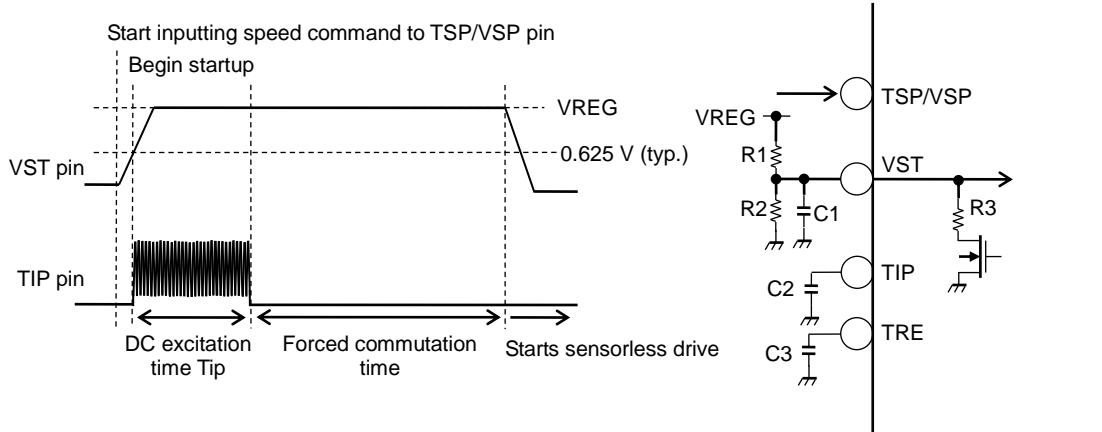 Start inputting speed command to TSP/VSP pin
Begin startup
VREG
0.625 V (typ.)
VST pin
TIP pin
DC excitation
time Tip
Forced commutation
time
Starts sensorless drive
TSP/VSP
VREG
R1
VST
R2
C1
R3
TIP
C2
TRE
C3